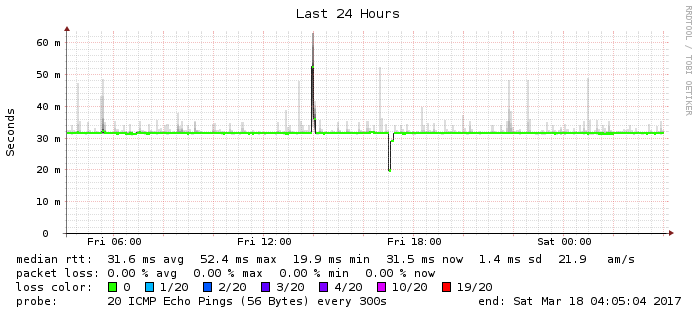 Last 24 Hours
RRDTOOL / TOBI OETIKER
Seconds
60 m
50 m
40 m
30 m
20 m
10 m
0
Fri 06:00 Fri 12:00 Fri 18:00 Sat 00:00
median rtt: 31.6 ms avg 52.4 ms max 19.9 ms min 31.5 ms now 1.4 ms sd 21.9 am/s
packet loss: 0.00 % avg 0.00 % max 0.00 % min 0.00 % now
loss color: 0 1/20 2/20 3/20 4/20 10/20 19/20
probe: 20 ICMP Echo Pings (56 Bytes) every 300s end: Sat Mar 18 04:05:04 2017